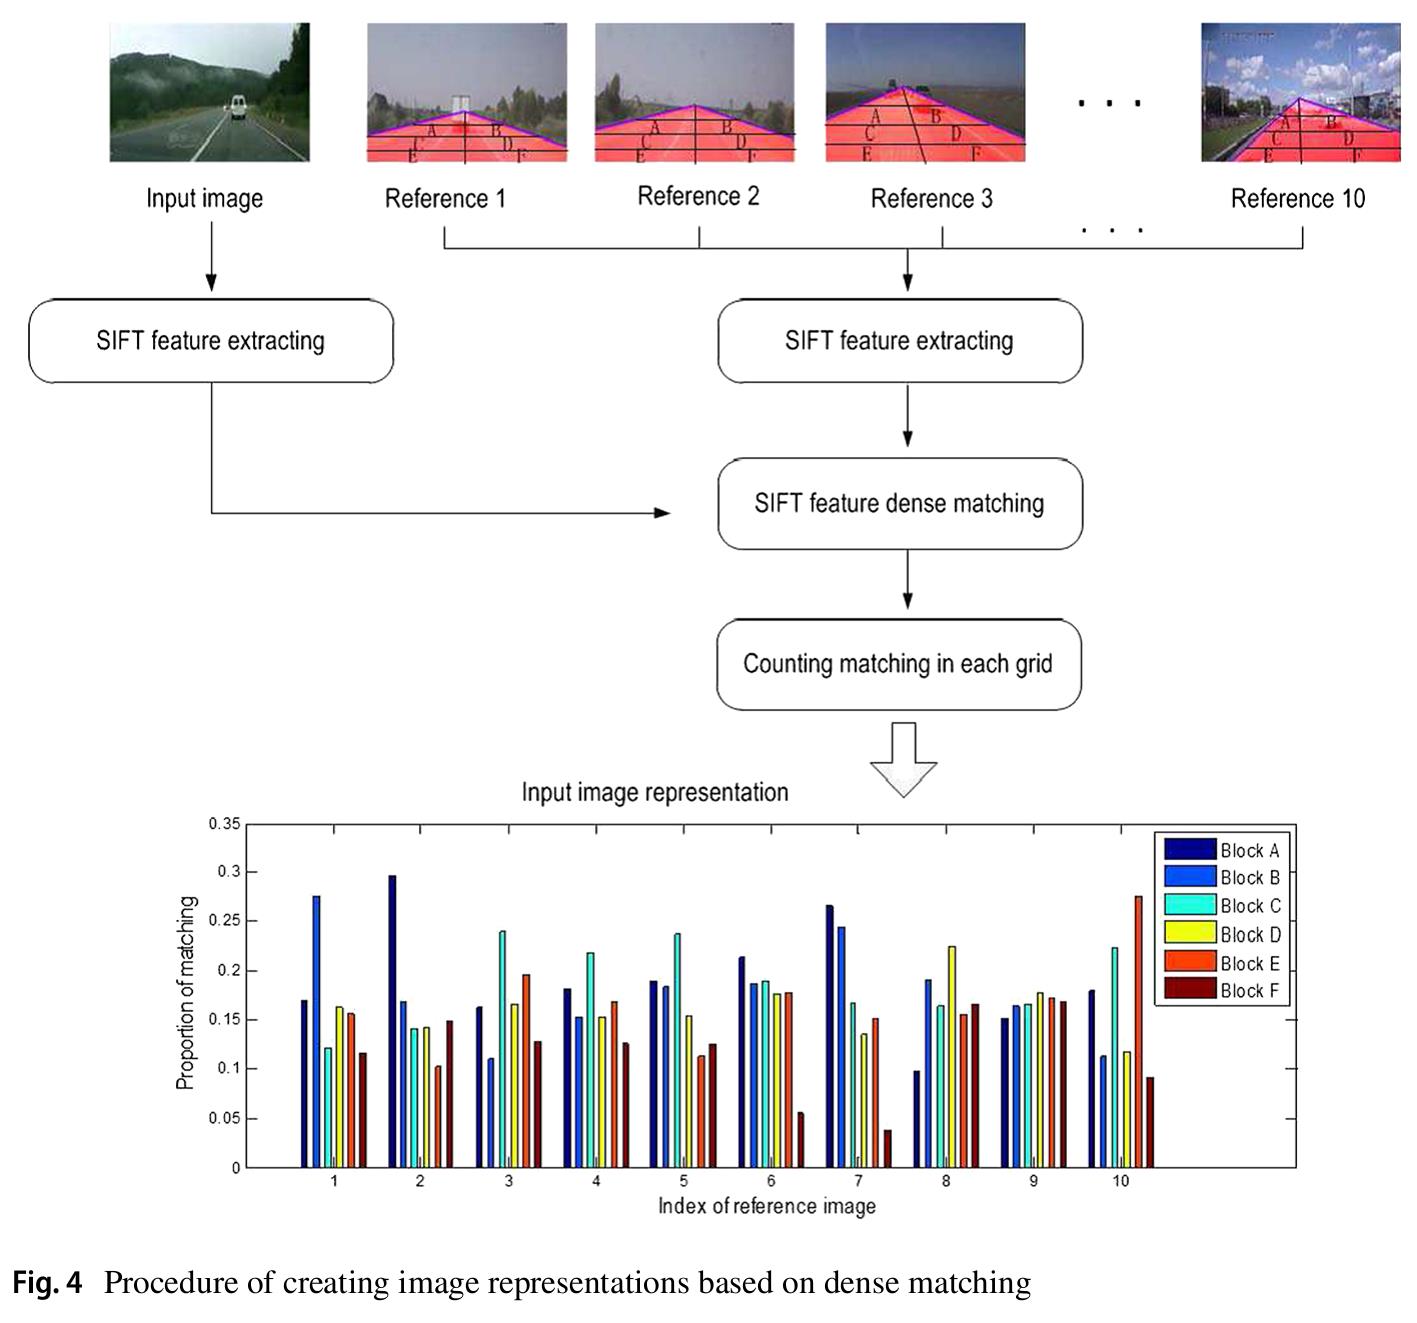 A B
C D
E F
A B
C D
E F
A B
C D
E F
. . .
A B
C D
E F
Input image
Reference 1
Reference 2
Reference 3
Reference 10
. . .
SIFT feature extracting
SIFT feature extracting
SIFT feature dense matching
Counting matching in each grid
Input image representation
Proportion of matching
0.35
0.3
0.25
0.2
0.15
0.1
0.05
0
Block A
Block B
Block C
Block D
Block E
Block F
1 2 3 4 5 6 7 8 9 10
Index of reference image
Fig. 4 Procedure of creating image representations based on dense matching